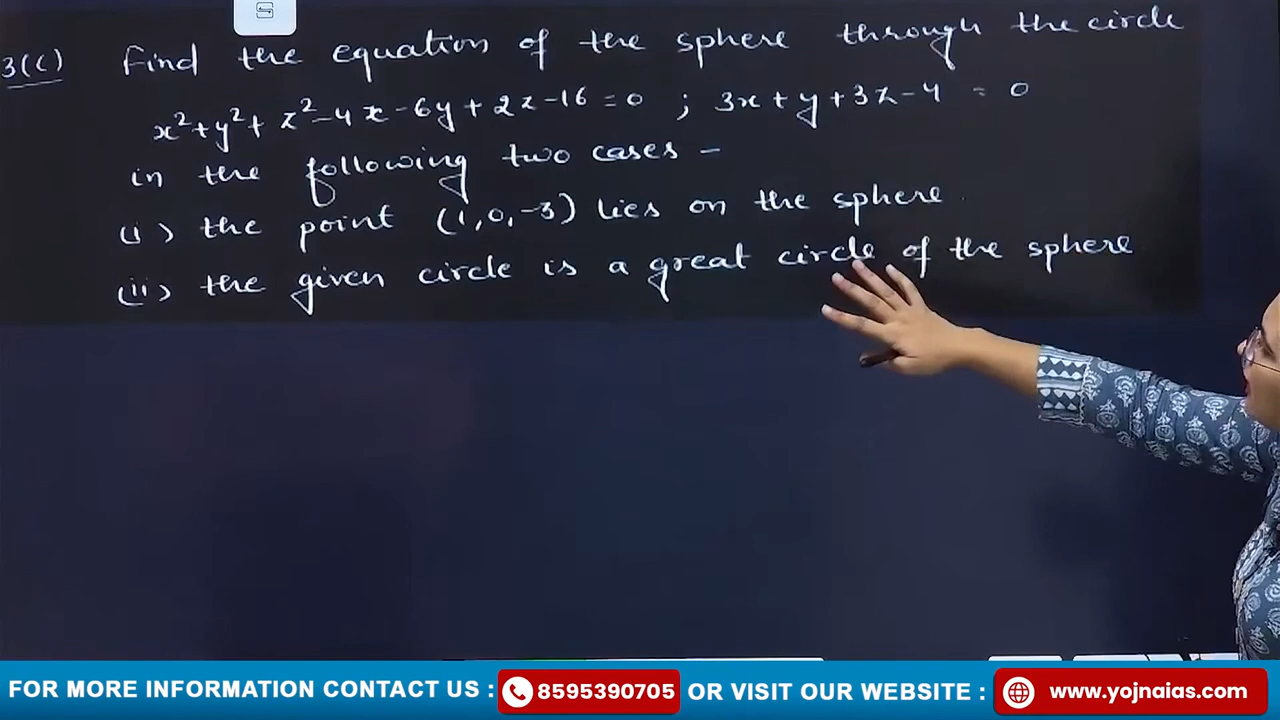 3(C) Find the equation of the sphere through the circle
x²+y²+z²-4x-6y+2z-16=0 ; 3x+y+3z-4 = 0
in the following two cases -
(i) the point (1,0,-3) lies on the sphere
(ii) the given circle is a great circle of the sphere
FOR MORE INFORMATION CONTACT US : 8595390705 OR VISIT OUR WEBSITE : www.yojnaias.com